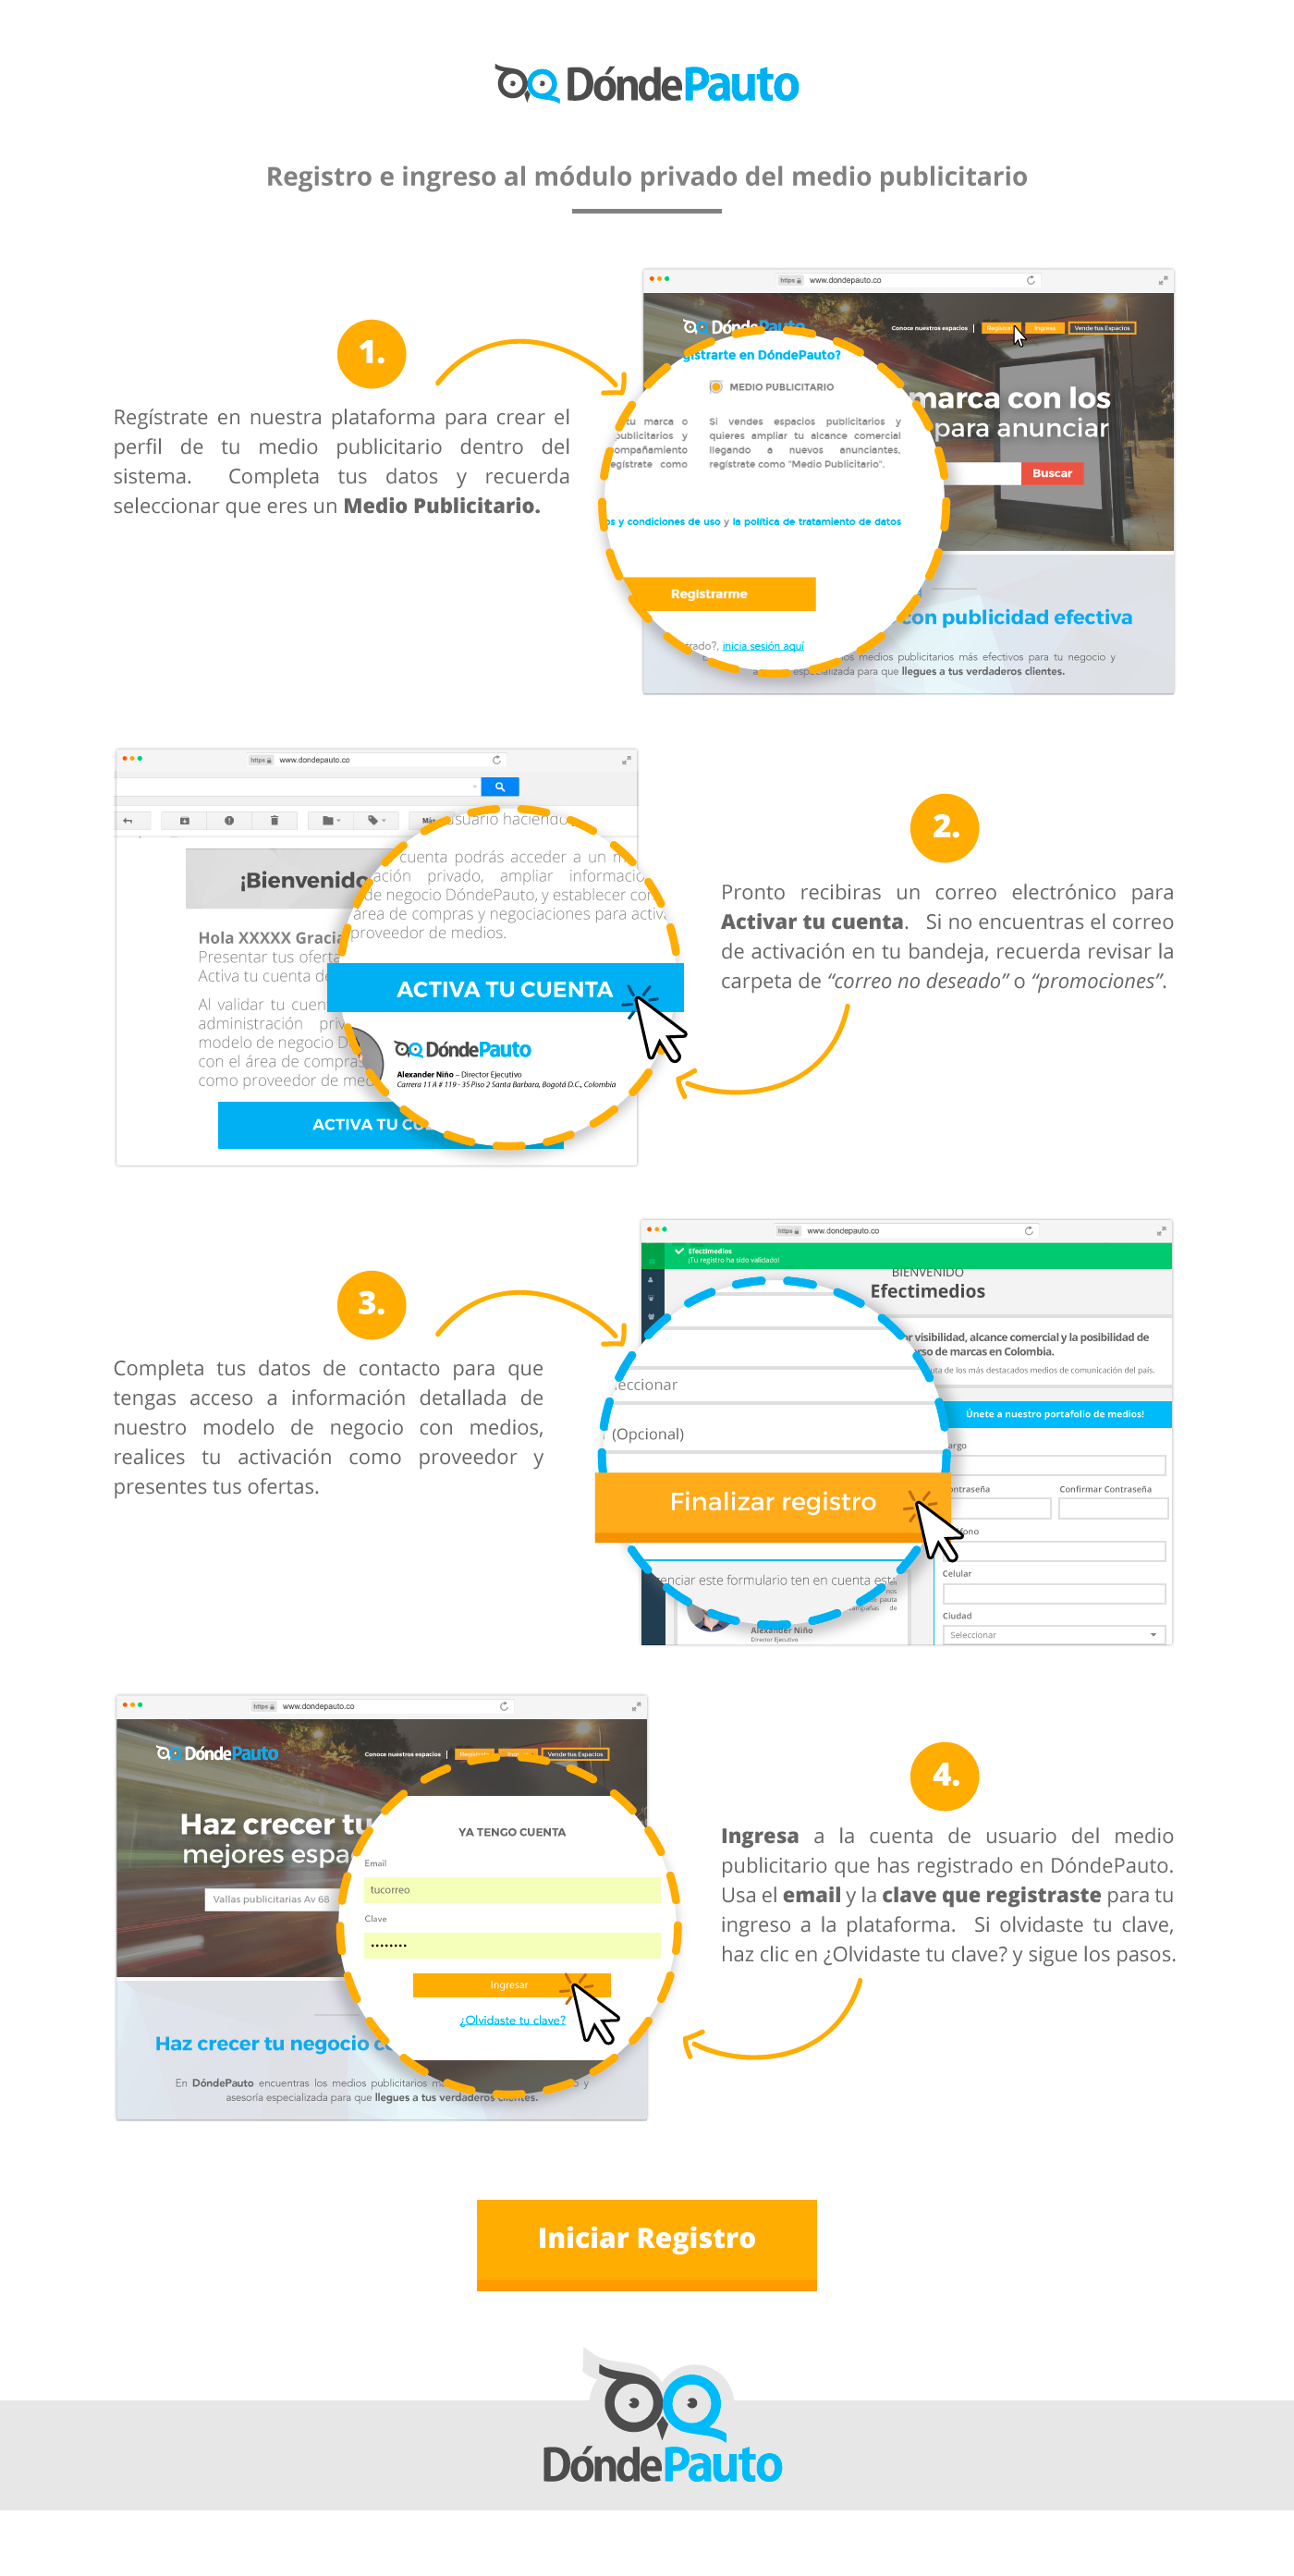 DóndePauto
Registro e ingreso al módulo privado del medio publicitario
1.
Regístrate en nuestra plataforma para crear el
perfil de tu medio publicitario dentro del
sistema. Completa tus datos y recuerda
seleccionar que eres un Medio Publicitario.
https www.dondepauto.co
DóndePauto
Conoce nuestros espacios | Registrate Ingresa Vende tus Espacios
gistrarte en DóndePauto?
MEDIO PUBLICITARIO
tu marca o
publicitarios y
ompañamiento
egístrate como
Si vendes espacios publicitarios y
quieres ampliar tu alcance comercial
llegando a nuevos anunciantes,
regístrate como "Medio Publicitario".
marca con los
para anunciar
Buscar
os y condiciones de uso y la política de tratamiento de datos
Registrarme
trado?, inicia sesión aquí
con publicidad efectiva
los medios publicitarios más efectivos para tu negocio y
especializada para que llegues a tus verdaderos clientes.
https www.dondepauto.co
Más
¡Bienvenido
Hola XXXXX Gracia
Presentar tus oferta
Activa tu cuenta de
Al validar tu cuen
administración priv
modelo de negocio D
con el área de compras
como proveedor de med
ACTIVA TU CU
usuario haciendo
cuenta podrás acceder a un m
ación privado, ampliar informacio
de negocio DóndePauto, y establecer con
área de compras y negociaciones para activ
proveedor de medios.
ACTIVA TU CUENTA
DóndePauto
Alexander Niño – Director Ejecutivo
Carrera 11 A # 119 - 35 Piso 2 Santa Barbara, Bogotá D.C., Colombia
2.
Pronto recibiras un correo electrónico para
Activar tu cuenta. Si no encuentras el correo
de activación en tu bandeja, recuerda revisar la
carpeta de “correo no deseado” o “promociones”.
3.
Completa tus datos de contacto para que
tengas acceso a información detallada de
nuestro modelo de negocio con medios,
realices tu activación como proveedor y
presentes tus ofertas.
https www.dondepauto.co
Efectimedios
¡Tu registro ha sido validado!
BIENVENIDO
Efectimedios
r visibilidad, alcance comercial y la posibilidad de
rso de marcas en Colombia.
uta de los más destacados medios de comunicación del país.
Únete a nuestro portafolio de medios!
eccionar
(Opcional)
Finalizar registro
enciar este formulario ten en cuenta est
Alexander Niño
Director Ejecutivo
argo
ontraseña
Confirmar Contraseña
fono
Celular
Ciudad
Seleccionar
https www.dondepauto.co
DóndePauto
Conoce nuestros espacios | Vende tus Espacios
Haz crecer tu
mejores espa
Vallas publicitarias Av 68
YA TENGO CUENTA
Email
tucorreo
Clave
••••••••
Ingresar
¿Olvidaste tu clave?
Haz crecer tu negocio c
En DóndePauto encuentras los medios publicitarios m
y
asesoría especializada para que llegues a tus verdaderos clientes.
4.
Ingresa a la cuenta de usuario del medio
publicitario que has registrado en DóndePauto.
Usa el email y la clave que registraste para tu
ingreso a la plataforma. Si olvidaste tu clave,
haz clic en ¿Olvidaste tu clave? y sigue los pasos.
Iniciar Registro
DóndePauto